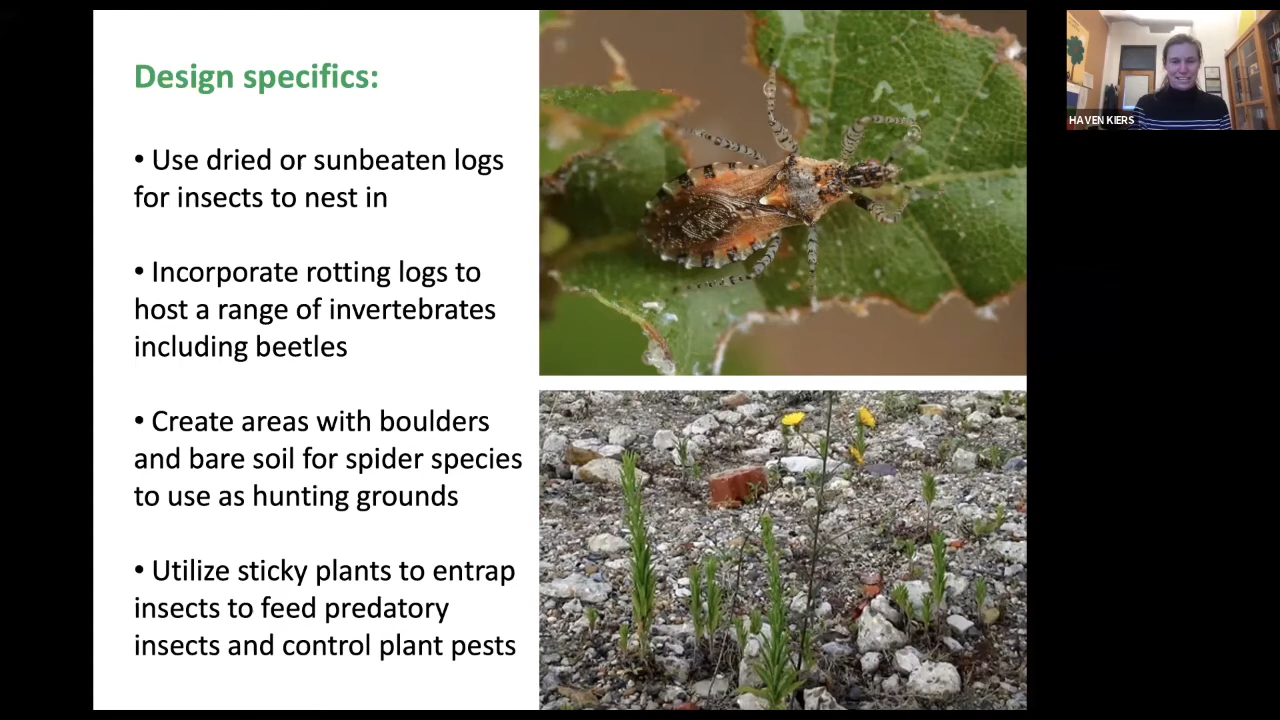 Design specifics:
• Use dried or sunbeaten logs
for insects to nest in
• Incorporate rotting logs to
host a range of invertebrates
including beetles
• Create areas with boulders
and bare soil for spider species
to use as hunting grounds
• Utilize sticky plants to entrap
insects to feed predatory
insects and control plant pests
HAVEN KIERS